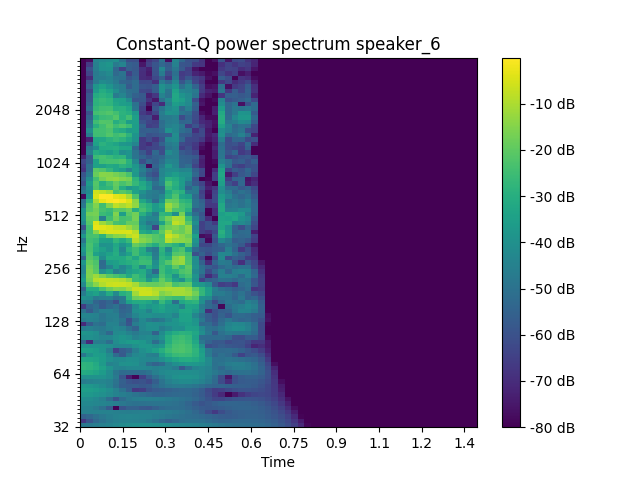 Constant-Q power spectrum speaker_6
Hz
2048
1024
512
256
128
64
32
0 0.15 0.3 0.45 0.6 0.75 0.9 1.1 1.2 1.4
Time
-10 dB
-20 dB
-30 dB
-40 dB
-50 dB
-60 dB
-70 dB
-80 dB